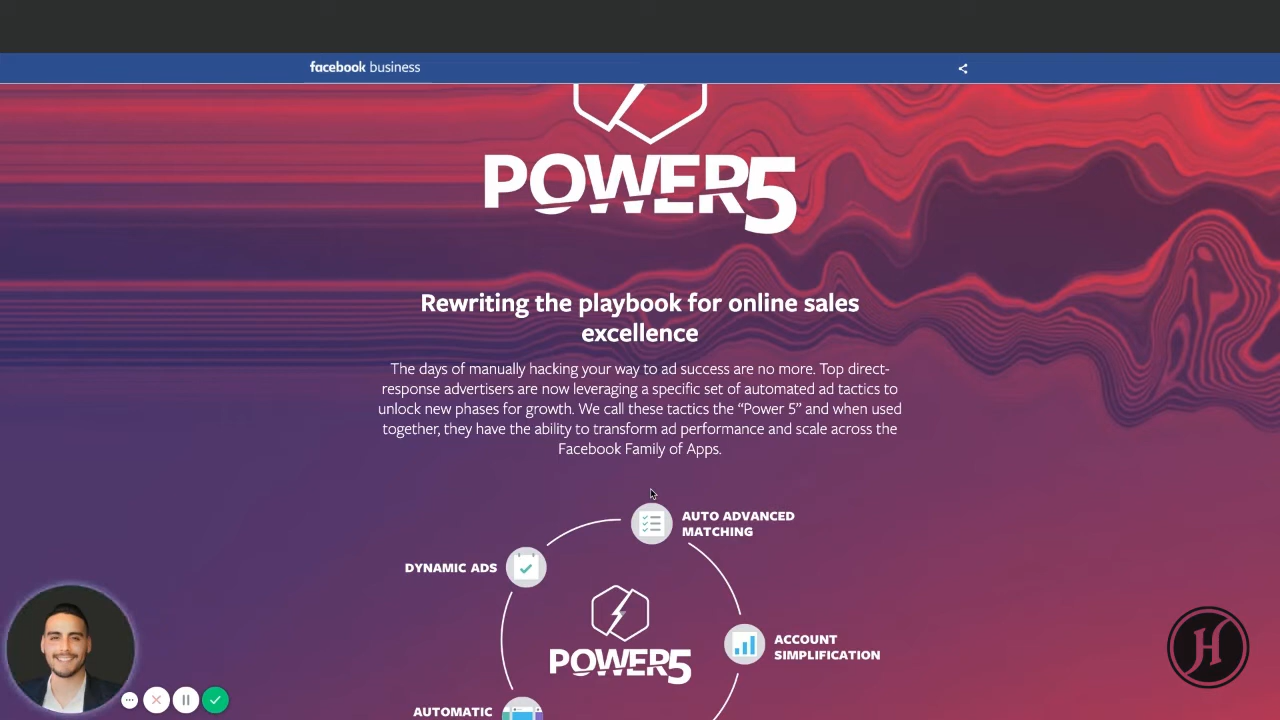 facebook business
POWER5
Rewriting the playbook for online sales
excellence
The days of manually hacking your way to ad success are no more. Top direct-
response advertisers are now leveraging a specific set of automated ad tactics to
unlock new phases for growth. We call these tactics the “Power 5” and when used
together, they have the ability to transform ad performance and scale across the
Facebook Family of Apps.
AUTO ADVANCED
MATCHING
DYNAMIC ADS
ACCOUNT
SIMPLIFICATION
POWER5
AUTOMATIC
H